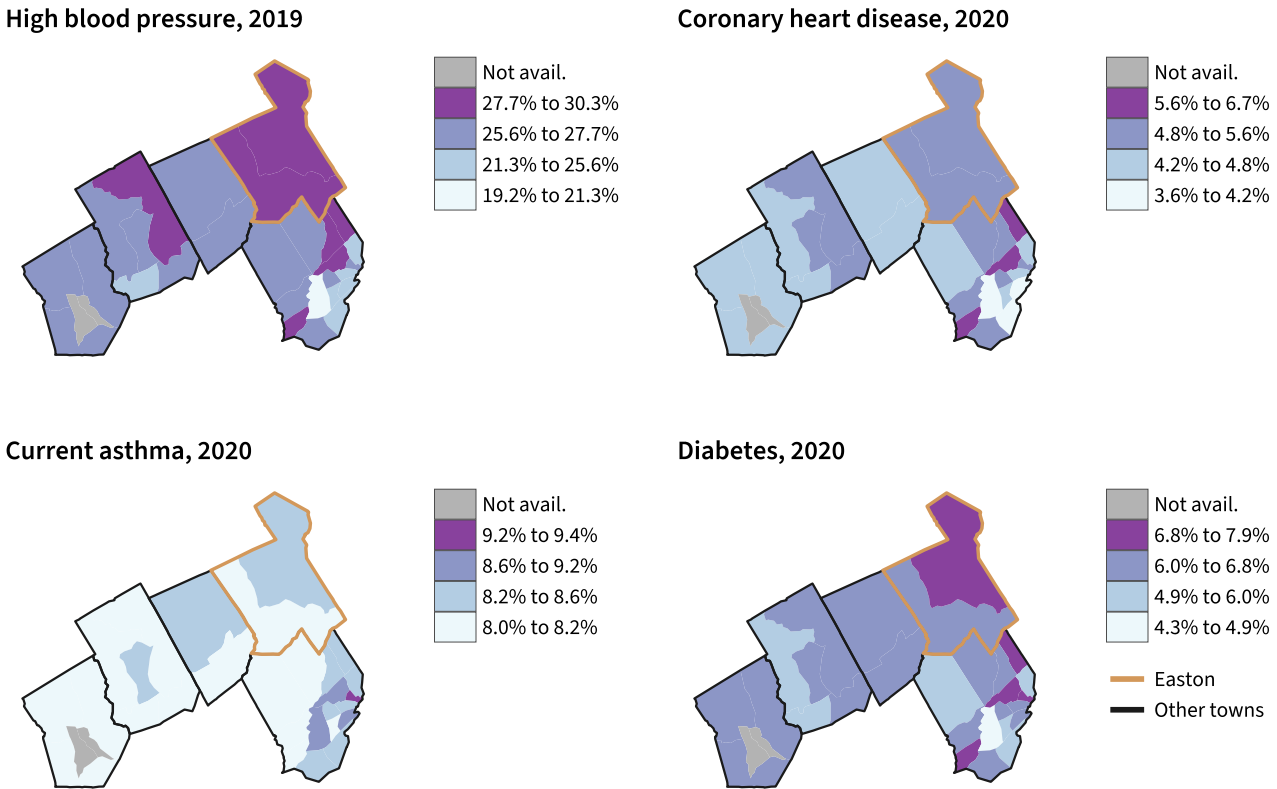 High blood pressure, 2019
Not avail.
27.7% to 30.3%
25.6% to 27.7%
21.3% to 25.6%
19.2% to 21.3%
Coronary heart disease, 2020
Not avail.
5.6% to 6.7%
4.8% to 5.6%
4.2% to 4.8%
3.6% to 4.2%
Current asthma, 2020
Not avail.
9.2% to 9.4%
8.6% to 9.2%
8.2% to 8.6%
8.0% to 8.2%
Diabetes, 2020
Not avail.
6.8% to 7.9%
6.0% to 6.8%
4.9% to 6.0%
4.3% to 4.9%
Easton
Other towns